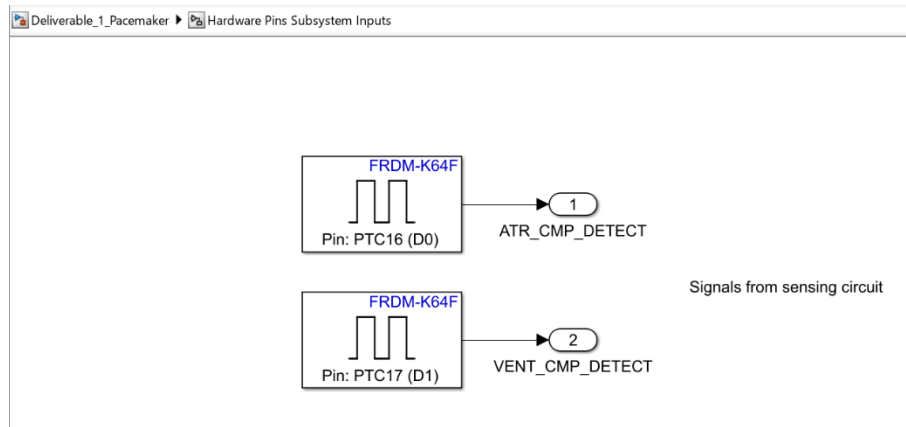 Deliverable_1_Pacemaker ▶ Hardware Pins Subsystem Inputs
FRDM-K64F
Pin: PTC16 (D0)
1
ATR_CMP_DETECT
Signals from sensing circuit
FRDM-K64F
Pin: PTC17 (D1)
2
VENT_CMP_DETECT